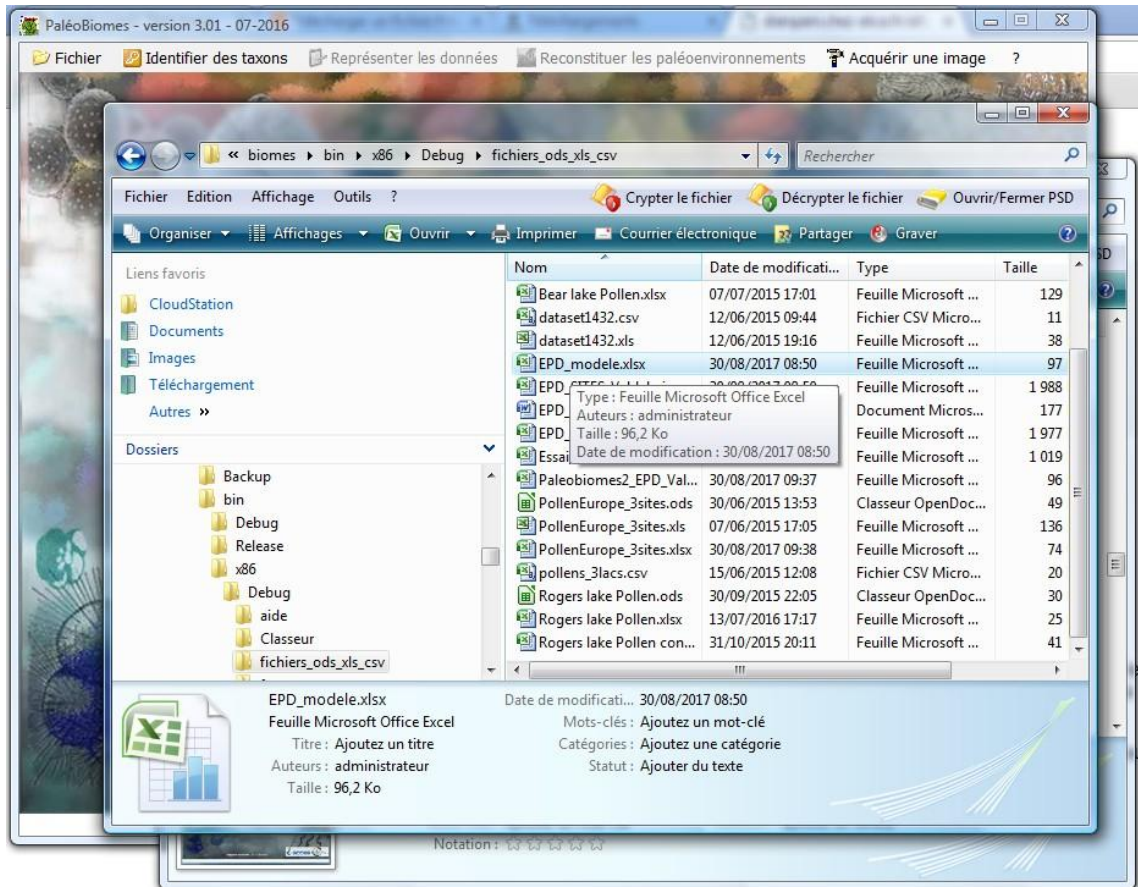 PaléoBiomes - version 3.01 - 07-2016
Fichier Identifier des taxons Représenter les données Reconstituer les paléoenvironnements Acquérir une image ?
« biomes bin x86 Debug fichiers_ods_xls_csv Rechercher
Fichier Edition Affichage Outils ? Crypter le fichier Décrypter le fichier Ouvrir/Fermer PSD
Organiser Affichages Ouvrir Imprimer Courrier électronique Partager Graver
Liens favoris
CloudStation
Documents
Images
Téléchargement
Autres »
Dossiers
Backup
bin
Debug
Release
x86
Debug
aide
Classeur
fichiers_ods_xls_csv
Nom Date de modificati... Type Taille
Bear lake Pollen.xlsx 07/07/2015 17:01 Feuille Microsoft ... 129
dataset1432.csv 12/06/2015 09:44 Fichier CSV Micro... 11
dataset1432.xls 12/06/2015 19:16 Feuille Microsoft ... 38
EPD_modele.xlsx 30/08/2017 08:50 Feuille Microsoft ... 97
Feuille Microsoft ... 1 988
EPD_ Document Micros... 177
EPD_ Feuille Microsoft ... 1 977
Essai Feuille Microsoft ... 1 019
Type : Feuille Microsoft Office Excel
Auteurs : administrateur
Taille : 96,2 Ko
Date de modification : 30/08/2017 08:50
Paleobiomes2_EPD_Val... 30/08/2017 09:37 Feuille Microsoft ... 96
PollenEurope_3sites.ods 30/06/2015 13:53 Classeur OpenDoc... 49
PollenEurope_3sites.xls 07/06/2015 17:05 Feuille Microsoft ... 136
PollenEurope_3sites.xlsx 30/08/2017 09:38 Feuille Microsoft ... 74
pollens_3lacs.csv 15/06/2015 12:08 Fichier CSV Micro... 20
Rogers lake Pollen.ods 30/09/2015 22:05 Classeur OpenDoc... 30
Rogers lake Pollen.xlsx 13/07/2016 17:17 Feuille Microsoft ... 25
Rogers lake Pollen con... 31/10/2015 20:11 Feuille Microsoft ... 41
EPD_modele.xlsx Date de modificati... 30/08/2017 08:50
Feuille Microsoft Office Excel Mots-clés : Ajoutez un mot-clé
Titre : Ajoutez un titre Catégories : Ajoutez une catégorie
Auteurs : administrateur Statut : Ajouter du texte
Taille : 96,2 Ko
Notation :